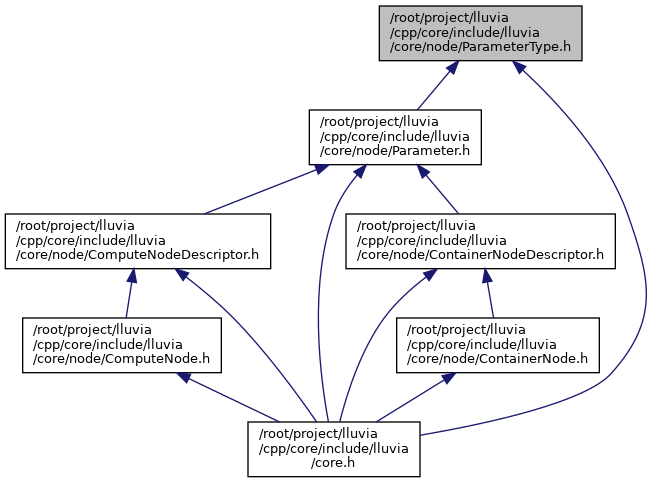 /root/project/lluvia
/cpp/core/include/lluvia
/core/node/ParameterType.h
/root/project/lluvia
/cpp/core/include/lluvia
/core/node/Parameter.h
/root/project/lluvia
/cpp/core/include/lluvia
/core/node/ComputeNodeDescriptor.h
/root/project/lluvia
/cpp/core/include/lluvia
/core/node/ContainerNodeDescriptor.h
/root/project/lluvia
/cpp/core/include/lluvia
/core/node/ComputeNode.h
/root/project/lluvia
/cpp/core/include/lluvia
/core/node/ContainerNode.h
/root/project/lluvia
/cpp/core/include/lluvia
/core.h